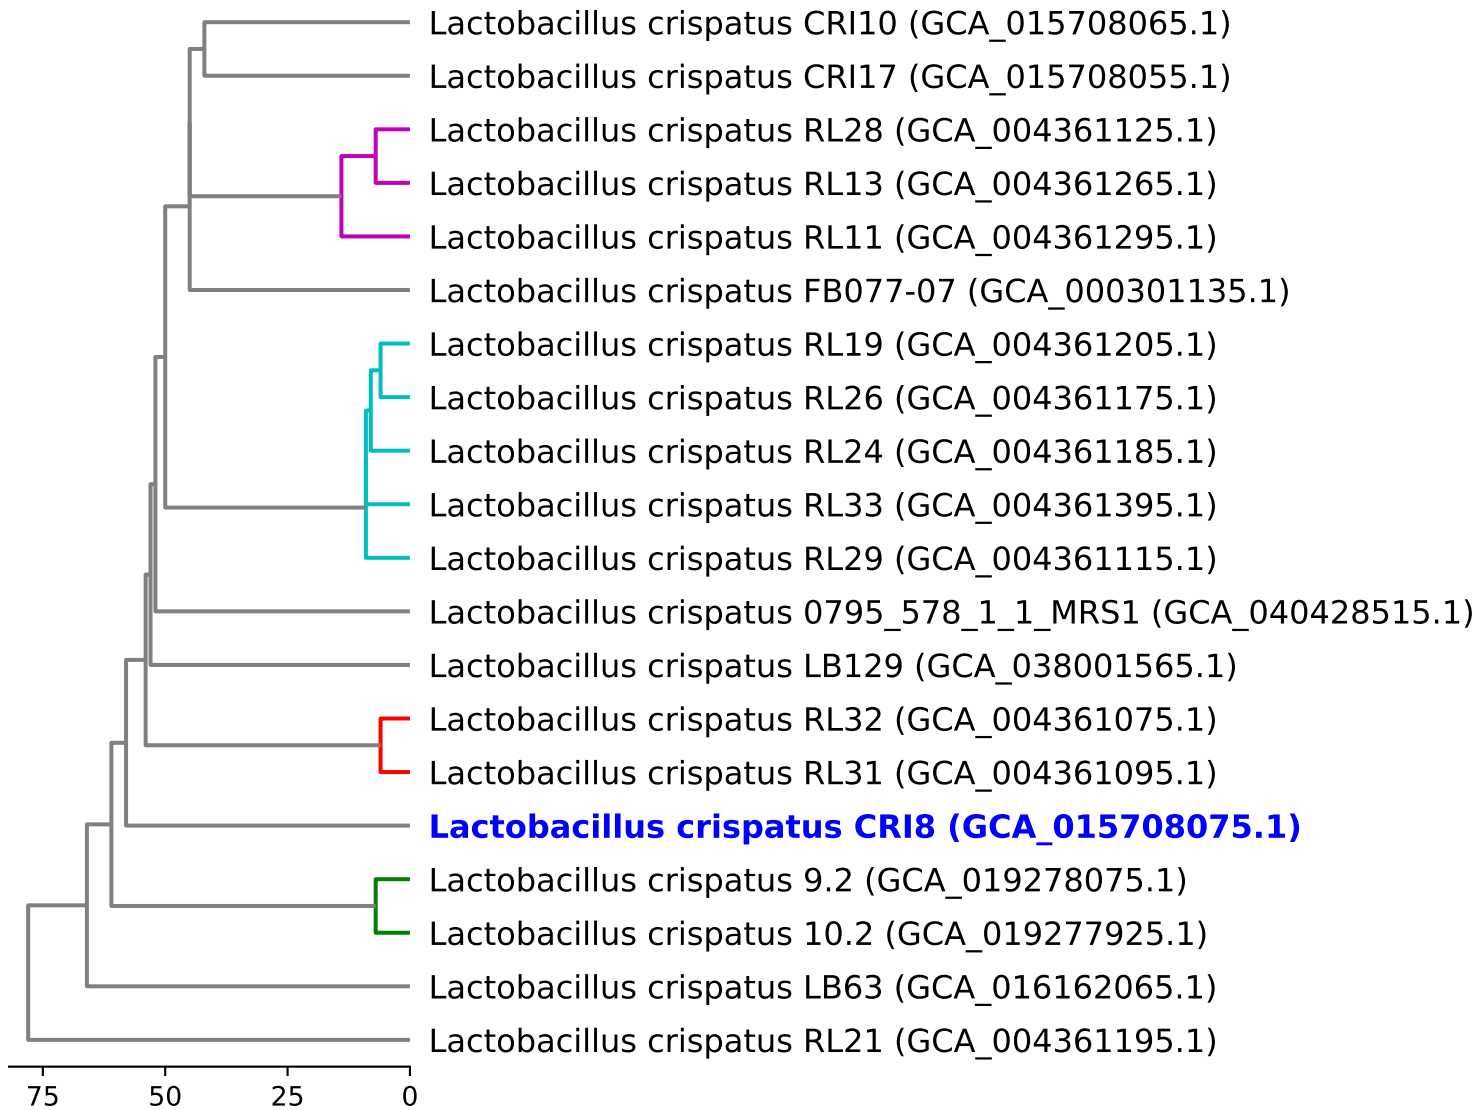 Lactobacillus crispatus CRI10 (GCA_015708065.1)
Lactobacillus crispatus CRI17 (GCA_015708055.1)
Lactobacillus crispatus RL28 (GCA_004361125.1)
Lactobacillus crispatus RL13 (GCA_004361265.1)
Lactobacillus crispatus RL11 (GCA_004361295.1)
Lactobacillus crispatus FB077-07 (GCA_000301135.1)
Lactobacillus crispatus RL19 (GCA_004361205.1)
Lactobacillus crispatus RL26 (GCA_004361175.1)
Lactobacillus crispatus RL24 (GCA_004361185.1)
Lactobacillus crispatus RL33 (GCA_004361395.1)
Lactobacillus crispatus RL29 (GCA_004361115.1)
Lactobacillus crispatus 0795_578_1_1_MRS1 (GCA_040428515.1)
Lactobacillus crispatus LB129 (GCA_038001565.1)
Lactobacillus crispatus RL32 (GCA_004361075.1)
Lactobacillus crispatus RL31 (GCA_004361095.1)
Lactobacillus crispatus CRI8 (GCA_015708075.1)
Lactobacillus crispatus 9.2 (GCA_019278075.1)
Lactobacillus crispatus 10.2 (GCA_019277925.1)
Lactobacillus crispatus LB63 (GCA_016162065.1)
Lactobacillus crispatus RL21 (GCA_004361195.1)
75 50 25 0